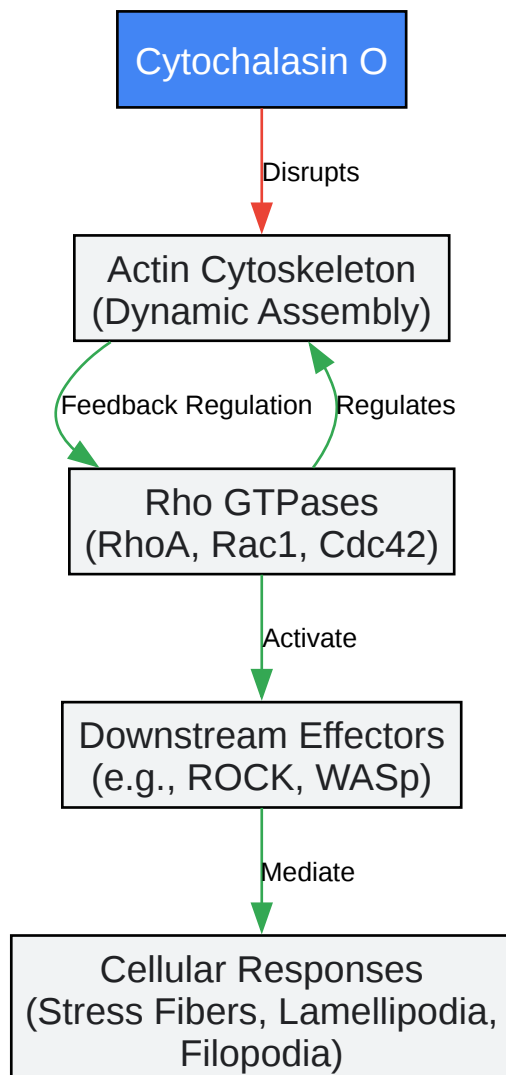 Cytochalasin O
Disrupts
Actin Cytoskeleton
(Dynamic Assembly)
Feedback Regulation
Regulates
Rho GTPases
(RhoA, Rac1, Cdc42)
Activate
Downstream Effectors
(e.g., ROCK, WASp)
Mediate
Cellular Responses
(Stress Fibers, Lamellipodia,
Filopodia)